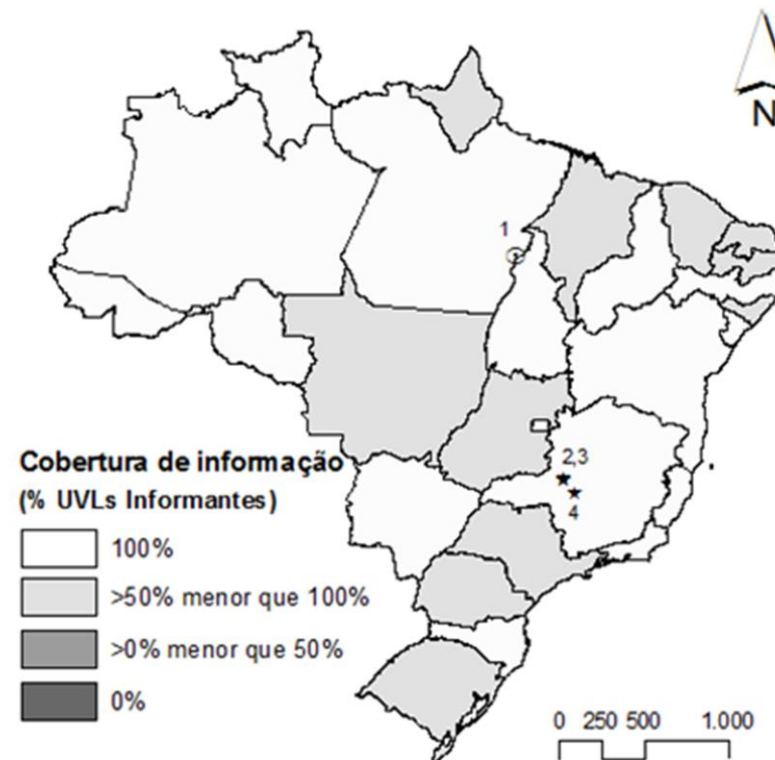 N
1
2,3
4
Cobertura de informação
(% UVLs Informantes)
100%
>50% menor que 100%
>0% menor que 50%
0%
0 250 500 1.000